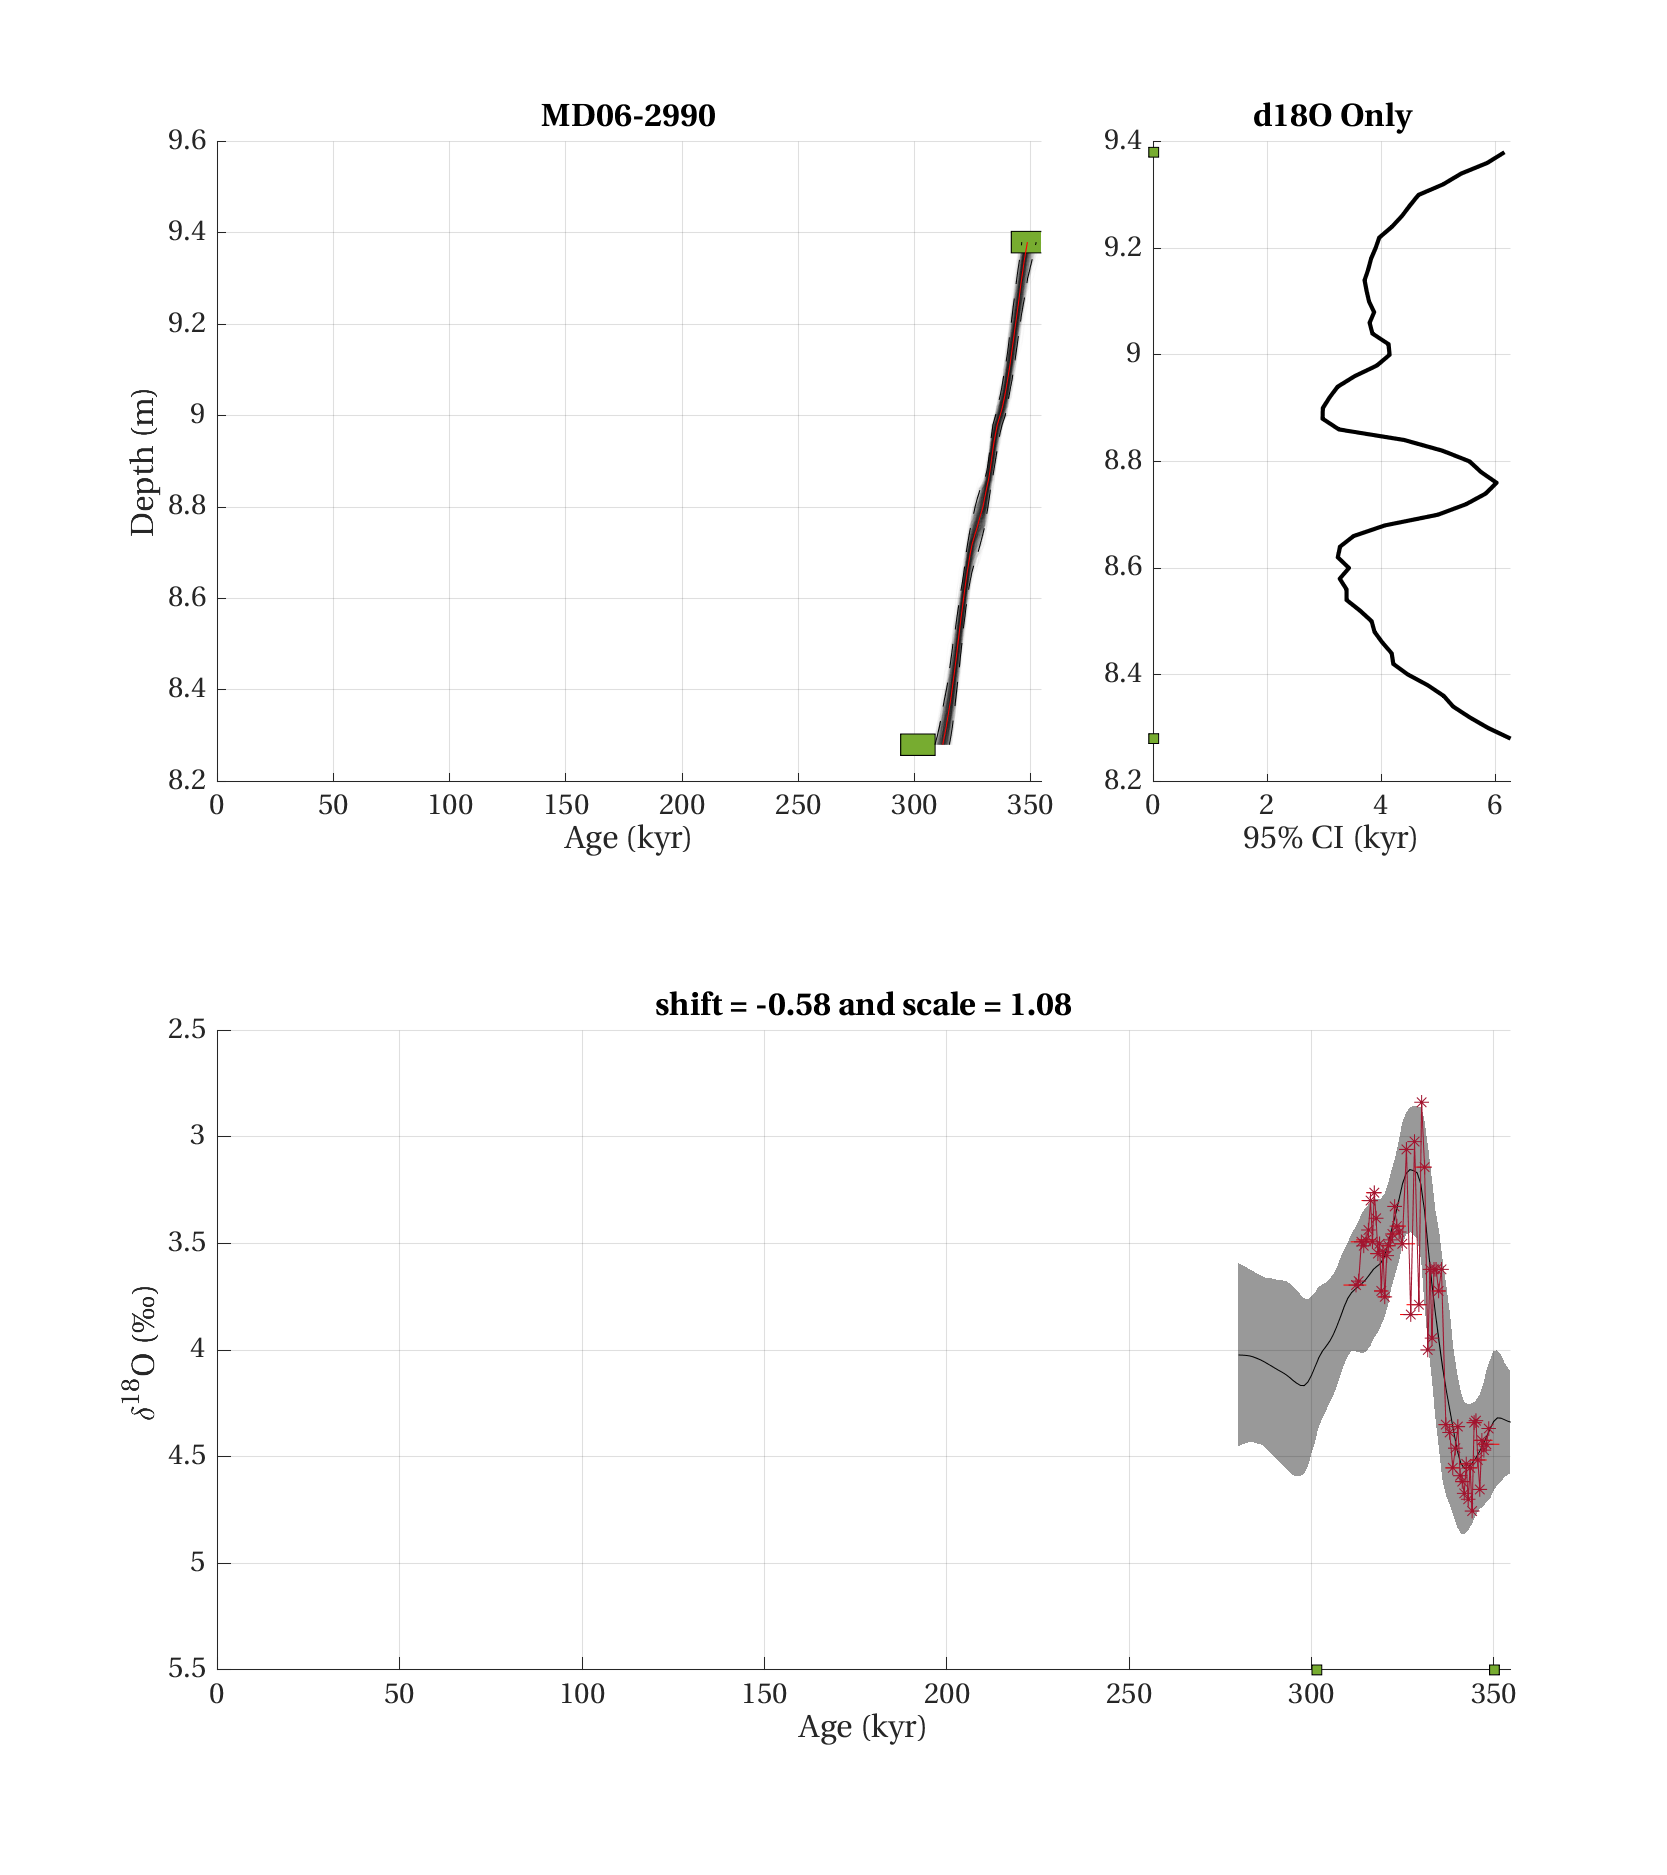 MD06-2990
9.6
9.4
9.2
9
8.8
8.6
8.4
8.2
Depth (m)
0 50 100 150 200 250 300 350
Age (kyr)
d18O Only
9.4
9.2
9
8.8
8.6
8.4
8.2
0 2 4 6
95% CI (kyr)
shift = -0.58 and scale = 1.08
2.5
3
3.5
4
4.5
5
5.5
δ¹⁸O (‰)
0 50 100 150 200 250 300 350
Age (kyr)